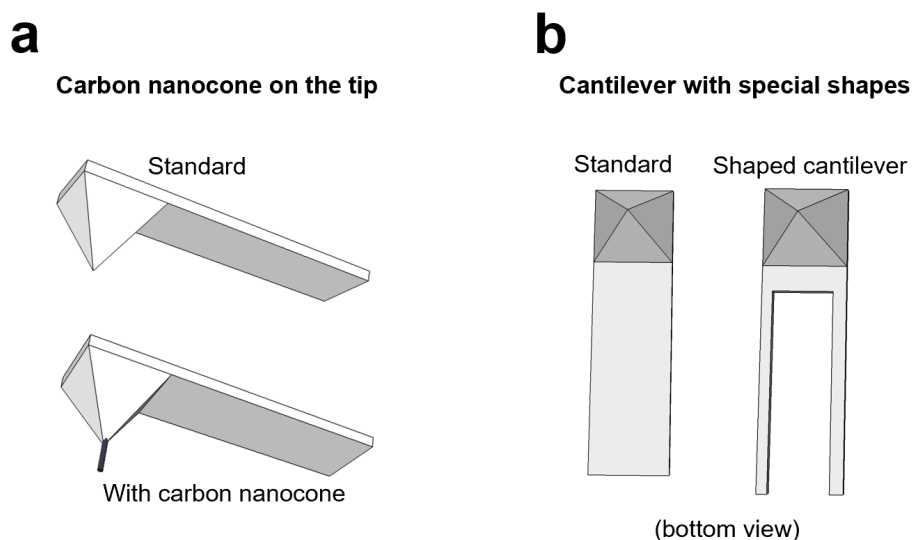 a
Carbon nanocone on the tip
Standard
With carbon nanocone
b
Cantilever with special shapes
Standard
Shaped cantilever
(bottom view)